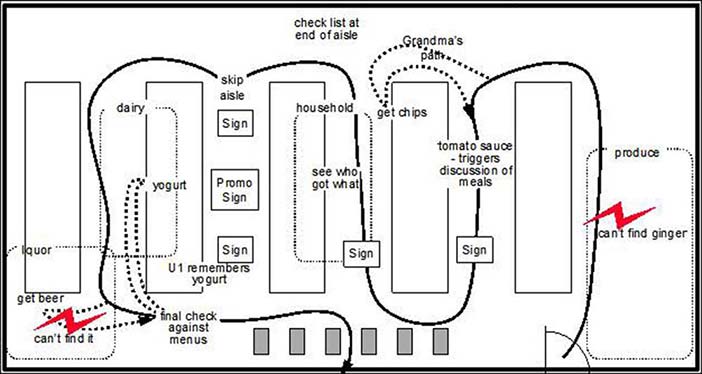 check list at
end of aisle
Grandma's
path
skip
aisle
dairy
household
get chips
Sign
tomato sauce
- triggers
discussion of
meals
produce
see who
got what
yogurt
Promo
Sign
can't find ginger
liquor
Sign
Sign
Sign
U1 remembers
yogurt
get beer
final check
against
menus
can't find it